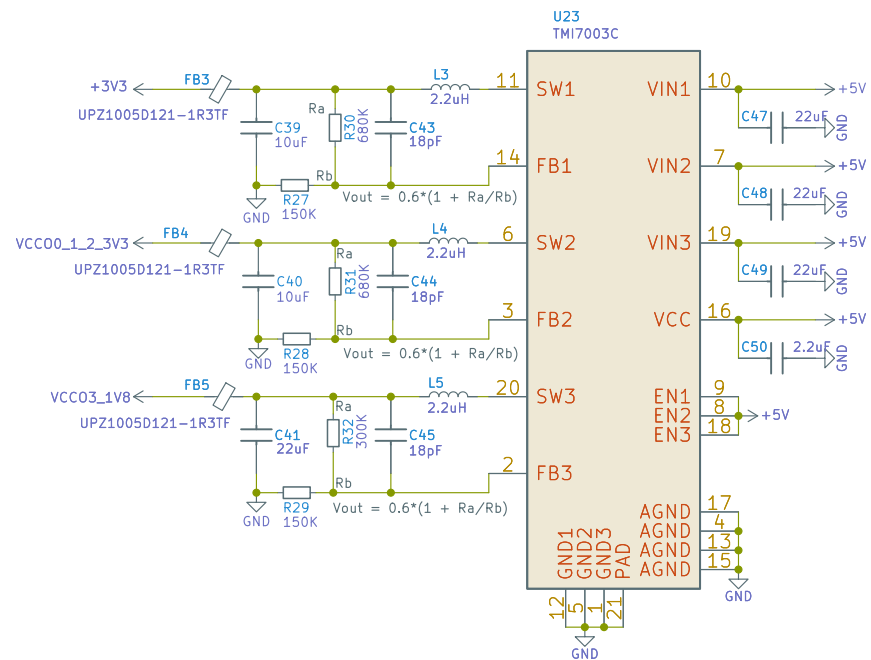 U23
TMI7003C
+3V3
FB3
UPZ1005D121-1R3TF
C39
10uF
Ra
R30
680K
C43
18pF
L3
2.2uH
11
SW1
R27
150K
Rb
GND
Vout = 0.6*(1 + Ra/Rb)
14
FB1
VCCO0_1_2_3V3
FB4
UPZ1005D121-1R3TF
C40
10uF
Ra
R31
680K
C44
18pF
L4
2.2uH
6
SW2
R28
150K
Rb
GND
Vout = 0.6*(1 + Ra/Rb)
3
FB2
VCCO3_1V8
FB5
UPZ1005D121-1R3TF
C41
22uF
Ra
R32
300K
C45
18pF
L5
2.2uH
20
SW3
R29
150K
Rb
GND
Vout = 0.6*(1 + Ra/Rb)
2
FB3
VIN1
10
+5V
C47
22uF
GND
VIN2
7
+5V
C48
22uF
GND
VIN3
19
+5V
C49
22uF
GND
VCC
16
+5V
C50
2.2uF
GND
EN1
9
EN2
8
+5V
EN3
18
AGND
17
AGND
4
AGND
13
AGND
15
GND
GND1
GND2
GND3
PAD
12
5
1
21
GND